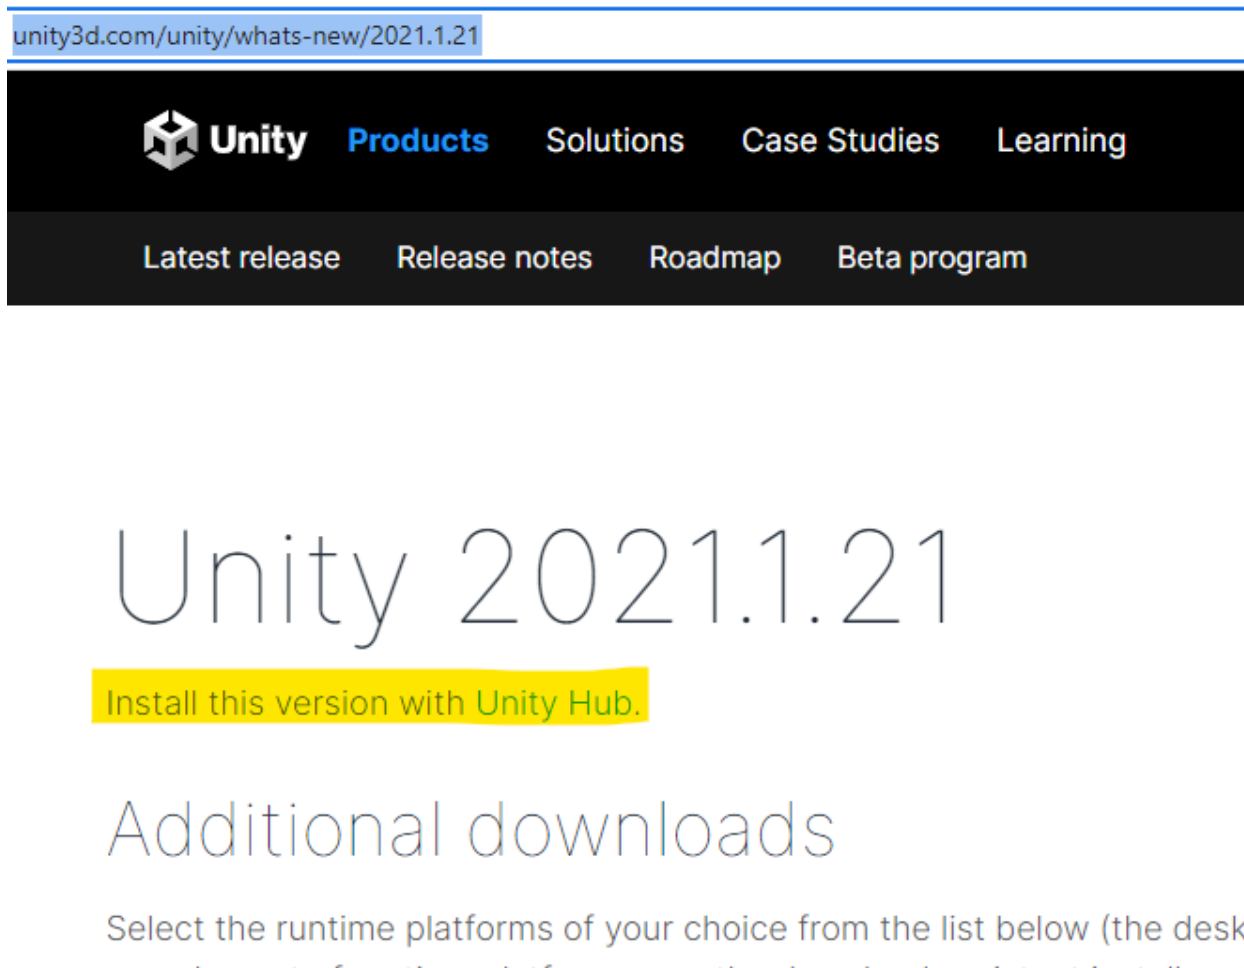 unity3d.com/unity/whats-new/2021.1.21
Unity Products Solutions Case Studies Learning
Latest release Release notes Roadmap Beta program
Unity 2021.1.21
Install this version with Unity Hub.
Additional downloads
Select the runtime platforms of your choice from the list below (the desk